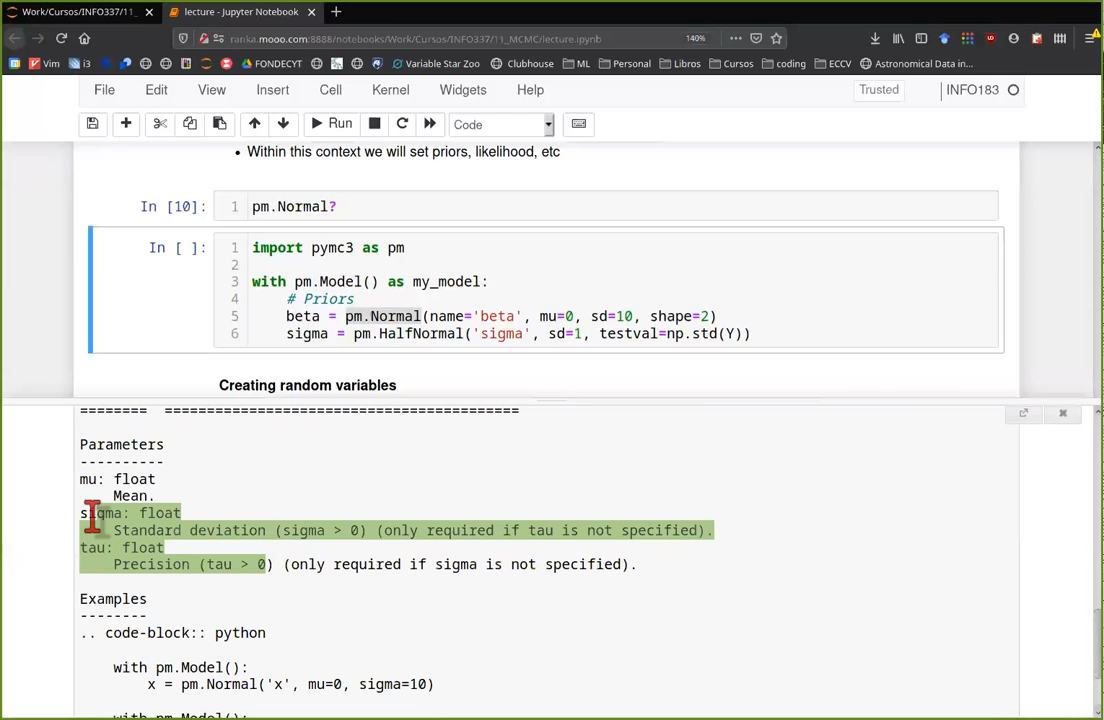 Work/Cursos/INFO337/11_
lecture - Jupyter Notebook
ranka.mooo.com:8888/notebooks/Work/Cursos/INFO337/11_MCMC/lecture.ipynb
140%
Vim
i3
FONDECYT
Variable Star Zoo
Clubhouse
ML
Personal
Libros
Cursos
coding
ECCV
Astronomical Data in...
File
Edit
View
Insert
Cell
Kernel
Widgets
Help
Trusted
INFO183
Run
Code
• Within this context we will set priors, likelihood, etc
In [10]:
1 pm.Normal?
In [ ]:
1 import pymc3 as pm
2
3 with pm.Model() as my_model:
4 # Priors
5 beta = pm.Normal(name='beta', mu=0, sd=10, shape=2)
6 sigma = pm.HalfNormal('sigma', sd=1, testval=np.std(Y))
Creating random variables
======== ==========================================
Parameters
----------
mu: float
Mean.
sigma: float
Standard deviation (sigma > 0) (only required if tau is not specified).
tau: float
Precision (tau > 0) (only required if sigma is not specified).
Examples
--------
.. code-block:: python
with pm.Model():
x = pm.Normal('x', mu=0, sigma=10)
with pm.Model():